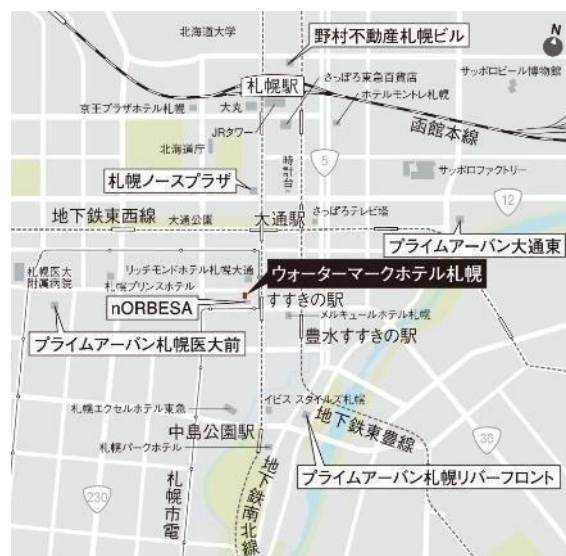 北海道大学
野村不動産札幌ビル
N
札幌駅
さっぽろ東急百貨店
サッポロビール博物館
京王プラザホテル札幌
大丸
ホテルモントレ札幌
JRタワー
函館本線
北海道庁
時計台
5
サッポロファクトリー
札幌ノースプラザ
12
地下鉄東西線
大通公園
大通駅
さっぽろテレビ塔
プライムアーバン大通東
札幌医大
附属病院
リッチモンドホテル札幌大通
ウォーターマークホテル札幌
札幌プリンスホテル
nORBESA
すすきの駅
メルキュールホテル札幌
プライムアーバン札幌医大前
豊水すすきの駅
札幌エクセルホテル東急
イビス スタイルズ札幌
中島公園駅
地下鉄東豊線
36
札幌パークホテル
プライムアーバン札幌リバーフロント
230
札幌市電
地下鉄南北線